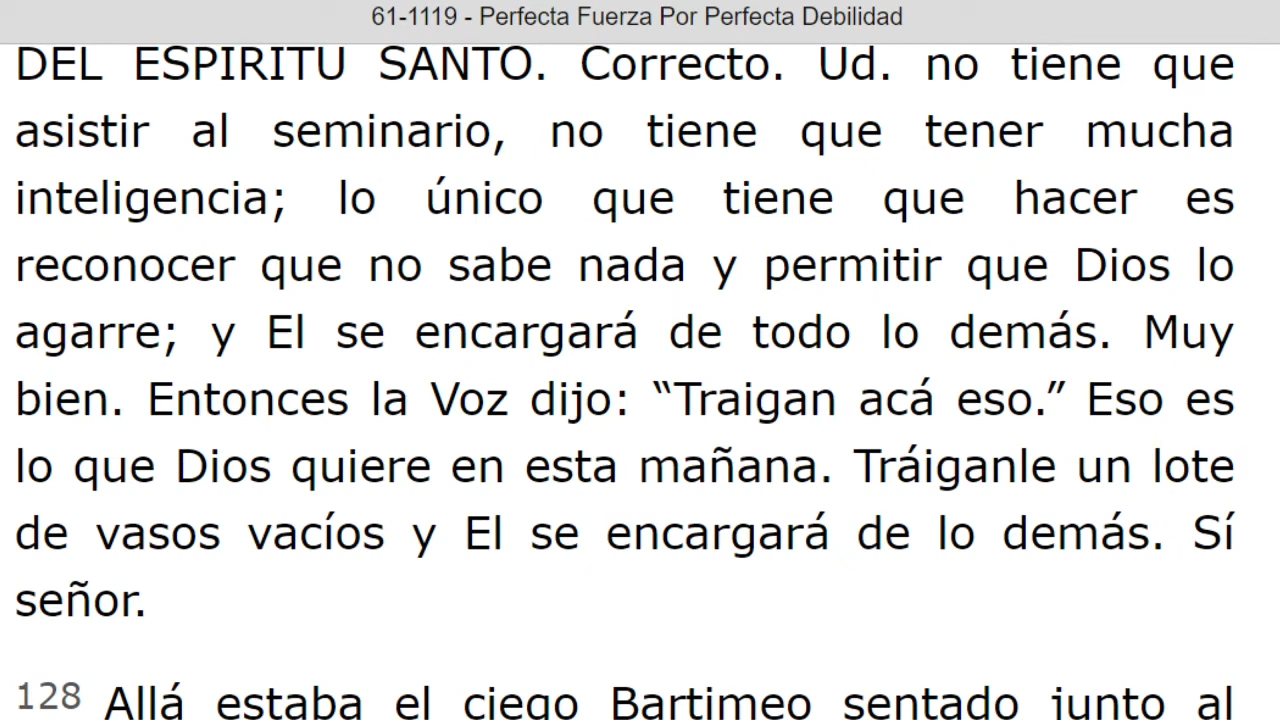 61-1119 - Perfecta Fuerza Por Perfecta Debilidad
DEL ESPIRITU SANTO. Correcto. Ud. no tiene que
asistir al seminario, no tiene que tener mucha
inteligencia; lo único que tiene que hacer es
reconocer que no sabe nada y permitir que Dios lo
agarre; y El se encargará de todo lo demás. Muy
bien. Entonces la Voz dijo: “Traigan acá eso.” Eso es
lo que Dios quiere en esta mañana. Tráiganle un lote
de vasos vacíos y El se encargará de lo demás. Sí
señor.
128 Allá estaba el ciego Bartimeo sentado junto al